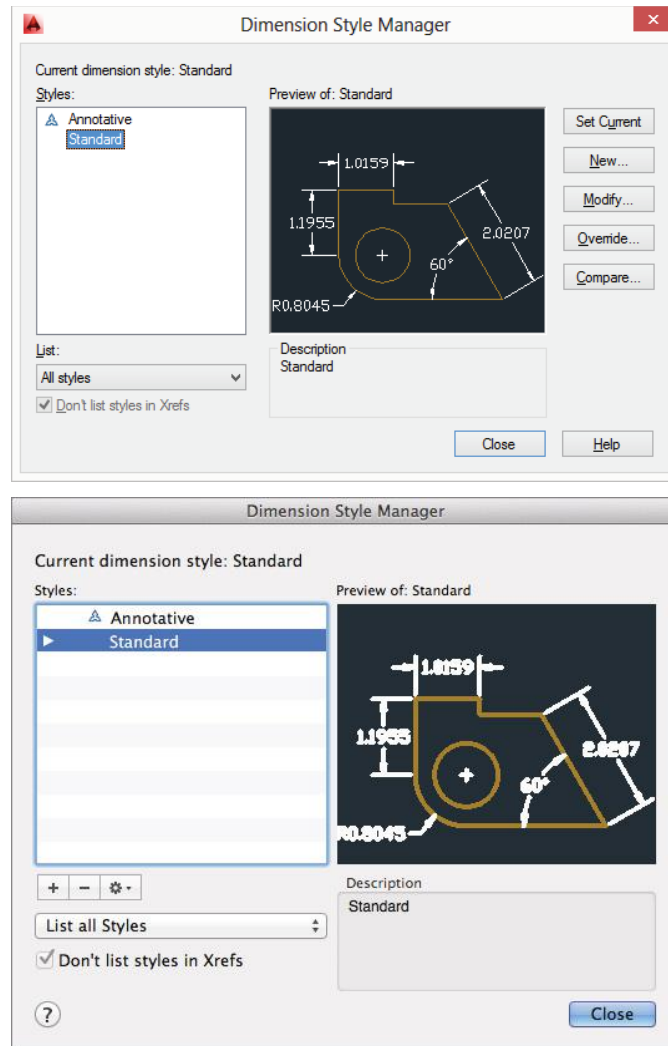 Dimension Style Manager
Current dimension style: Standard
Styles:
Annotative
Standard
Preview of: Standard
1.0159
1.1955
2.0207
60°
R0.8045
Set Current
New...
Modify...
Override...
Compare...
List:
All styles
Don't list styles in Xrefs
Description
Standard
Close
Help
Dimension Style Manager
Current dimension style: Standard
Styles:
Annotative
Standard
Preview of: Standard
1.0159
1.1955
2.0207
60°
R0.8045
List all Styles
Don't list styles in Xrefs
Description
Standard
?
Close